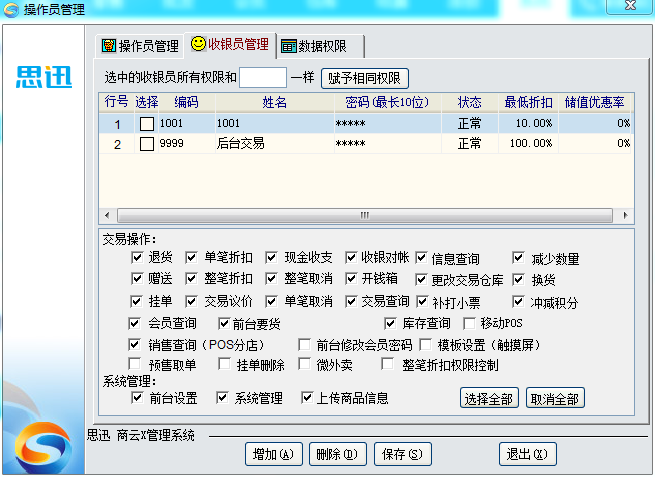 操作员管理
思迅
操作员管理 收银员管理 数据权限
选中的收银员所有权限和 一样 赋予相同权限
行号 选择 编码 姓名 密码(最长10位) 状态 最低折扣 储值优惠率
1 1001 1001 ***** 正常 10.00% 0%
2 9999 后台交易 ***** 正常 100.00% 0%
交易操作:
退货 单笔折扣 现金收支 收银对帐 信息查询 减少数量
赠送 整笔折扣 整笔取消 开钱箱 更改交易仓库 换货
挂单 交易议价 单笔取消 交易查询 补打小票 冲减积分
会员查询 前台要货 库存查询 移动POS
销售查询(POS分店) 前台修改会员密码 模板设置(触摸屏)
预售取单 挂单删除 微外卖 整笔折扣权限控制
系统管理:
前台设置 系统管理 上传商品信息 选择全部 取消全部
思迅 商云X管理系统
增加(A) 删除(D) 保存(S) 退出(X)